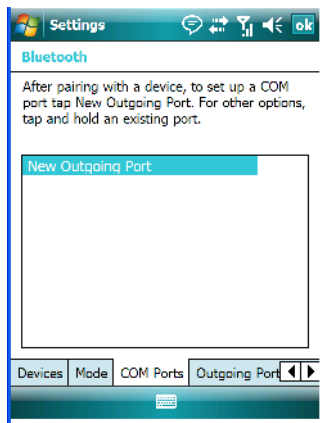 Settings
ok
Bluetooth
After pairing with a device, to set up a COM
port tap New Outgoing Port. For other options,
tap and hold an existing port.
New Outgoing Port
Devices Mode COM Ports Outgoing Port